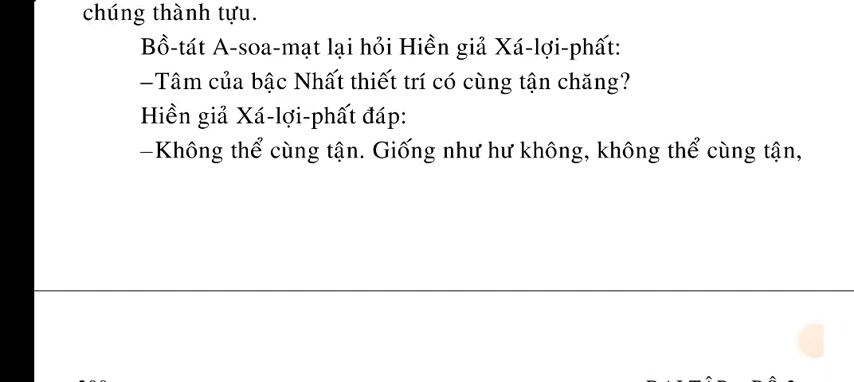 chúng thành tựu.
Bồ-tát A-soa-mạt lại hỏi Hiền giả Xá-lợi-phất:
–Tâm của bậc Nhất thiết trí có cùng tận chăng?
Hiền giả Xá-lợi-phất đáp:
–Không thể cùng tận. Giống như hư không, không thể cùng tận,